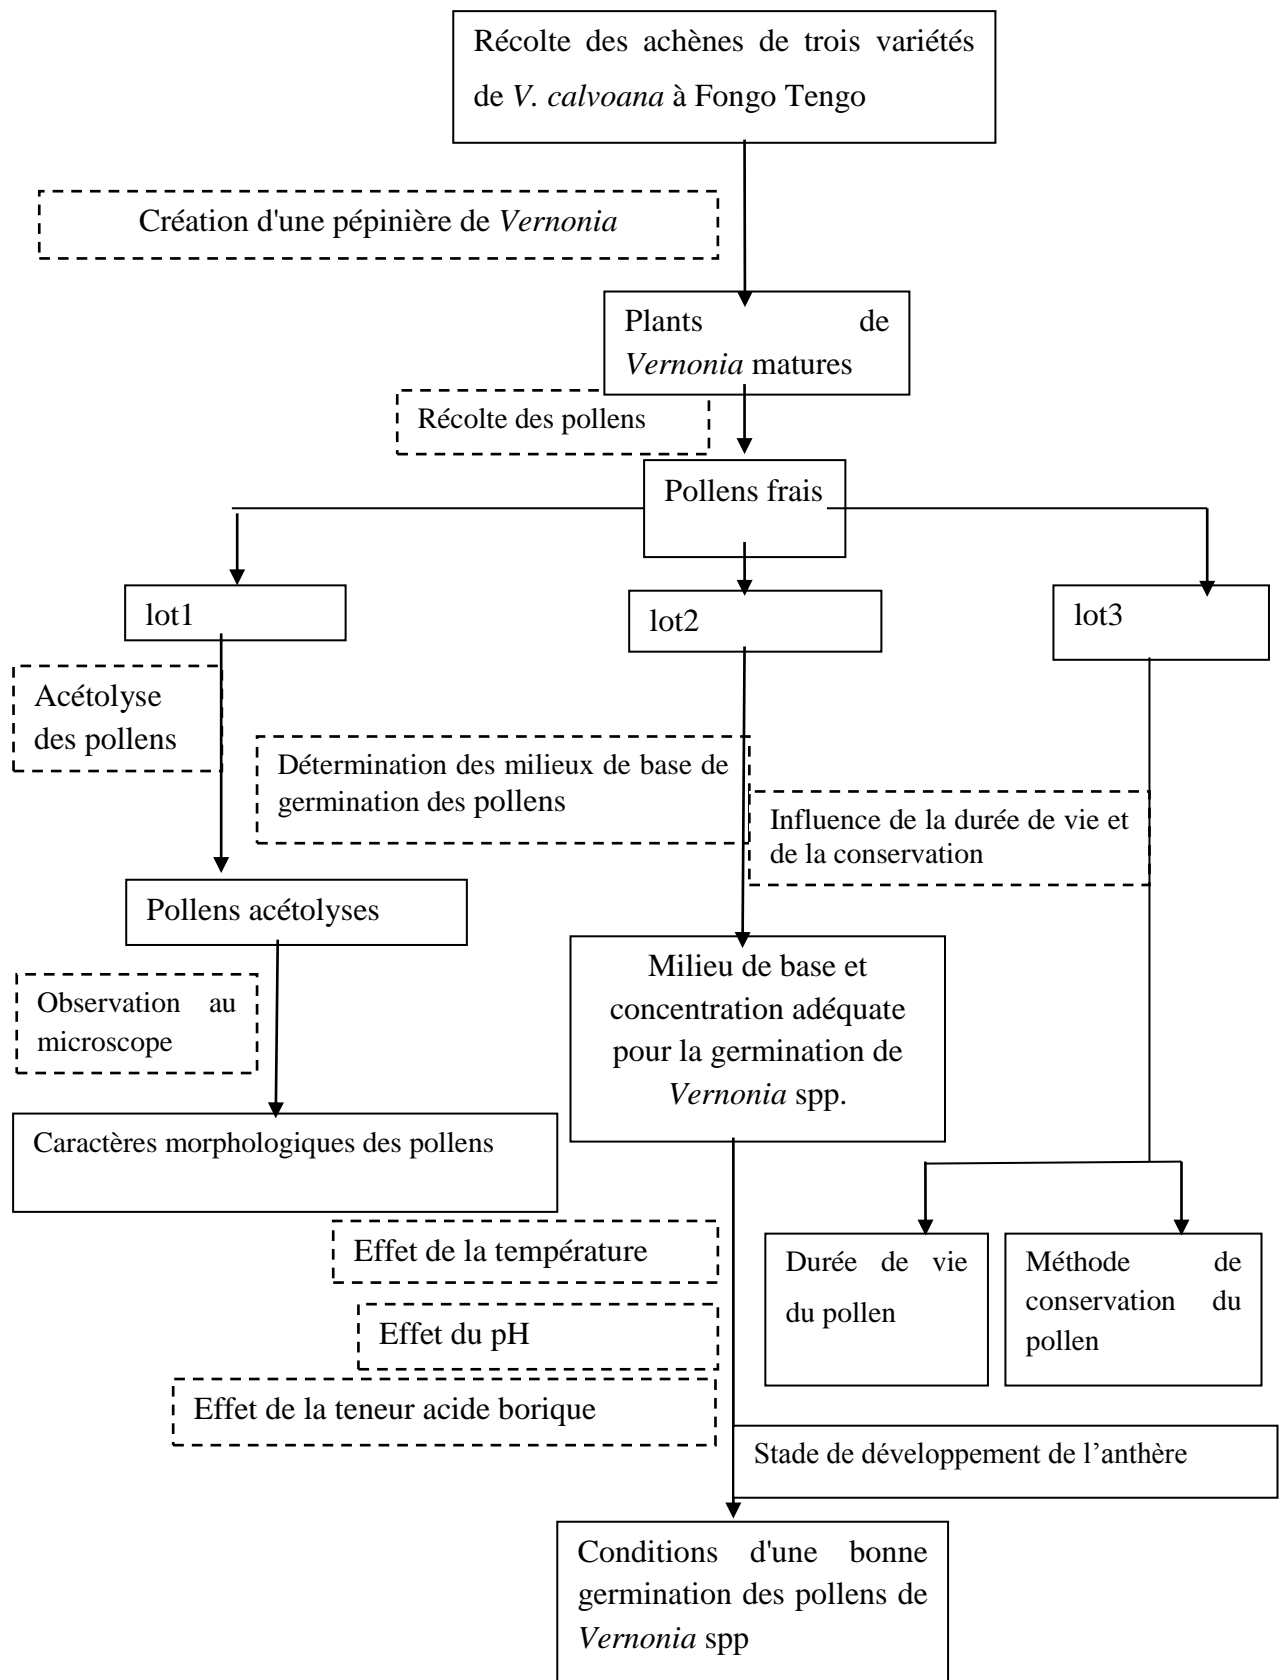 Récolte des achènes de trois variétés
de V. calvoana à Fongo Tengo
Création d'une pépinière de Vernonia
Plants de
Vernonia matures
Récolte des pollens
Pollens frais
lot1
lot2
lot3
Acétolyse
des pollens
Détermination des milieux de base de
germination des pollens
Influence de la durée de vie et
de la conservation
Pollens acétolyses
Milieu de base et
concentration adéquate
pour la germination de
Vernonia spp.
Observation au
microscope
Caractères morphologiques des pollens
Effet de la température
Durée de vie
du pollen
Méthode de
conservation du
pollen
Effet du pH
Effet de la teneur acide borique
Stade de développement de l’anthère
Conditions d'une bonne
germination des pollens de
Vernonia spp